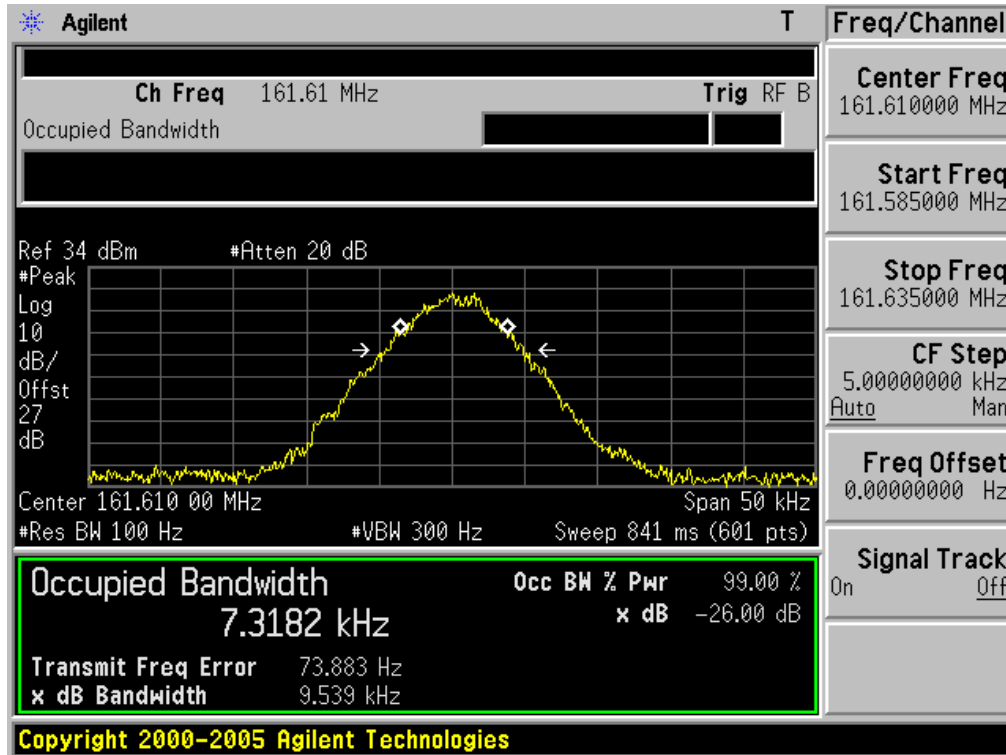 Agilent T
Freq/Channel
Ch Freq 161.61 MHz Trig RF B
Occupied Bandwidth
Center Freq
161.610000 MHz
Start Freq
161.585000 MHz
Stop Freq
161.635000 MHz
CF Step
5.00000000 kHz
Auto Man
Freq Offset
0.00000000 Hz
Signal Track
On Off
Ref 34 dBm #Atten 20 dB
#Peak
Log
10
dB/
Offst
27
dB
Center 161.610 00 MHz Span 50 kHz
#Res BW 100 Hz #VBW 300 Hz Sweep 841 ms (601 pts)
Occupied Bandwidth Occ BW % Pwr 99.00 %
7.3182 kHz x dB -26.00 dB
Transmit Freq Error 73.883 Hz
x dB Bandwidth 9.539 kHz
Copyright 2000-2005 Agilent Technologies